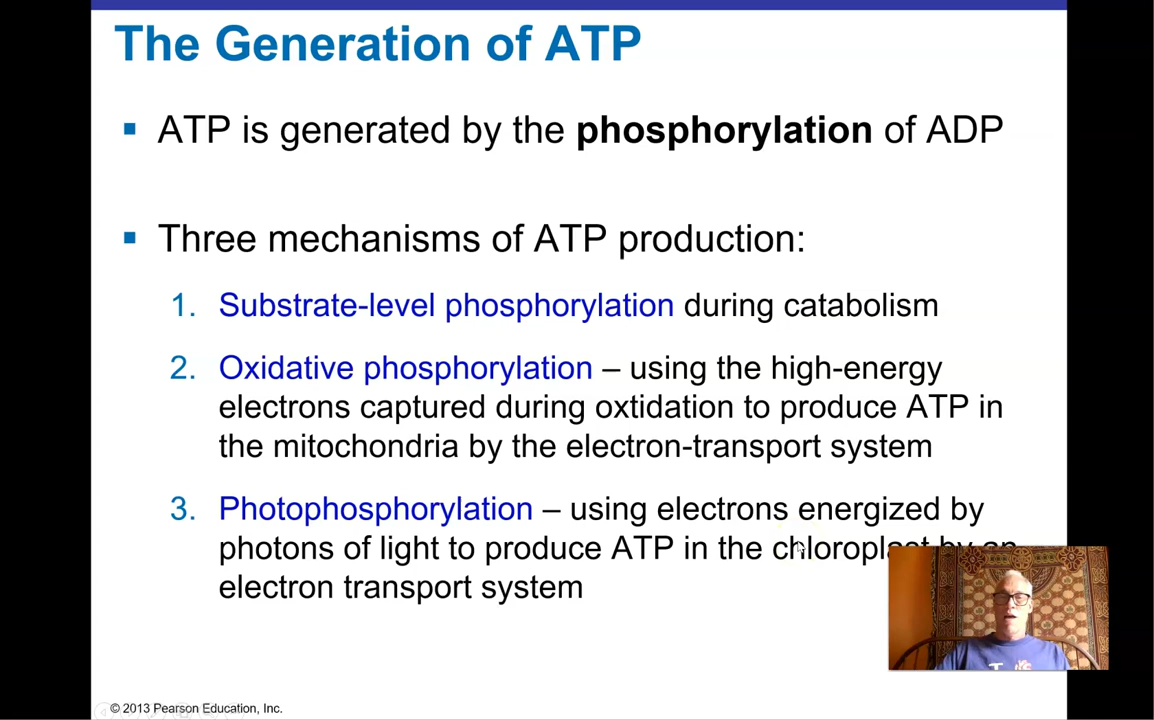 The Generation of ATP
ATP is generated by the phosphorylation of ADP
Three mechanisms of ATP production:
1. Substrate-level phosphorylation during catabolism
2. Oxidative phosphorylation – using the high-energy
electrons captured during oxtidation to produce ATP in
the mitochondria by the electron-transport system
3. Photophosphorylation – using electrons energized by
photons of light to produce ATP in the
electron transport system
© 2013 Pearson Education, Inc.